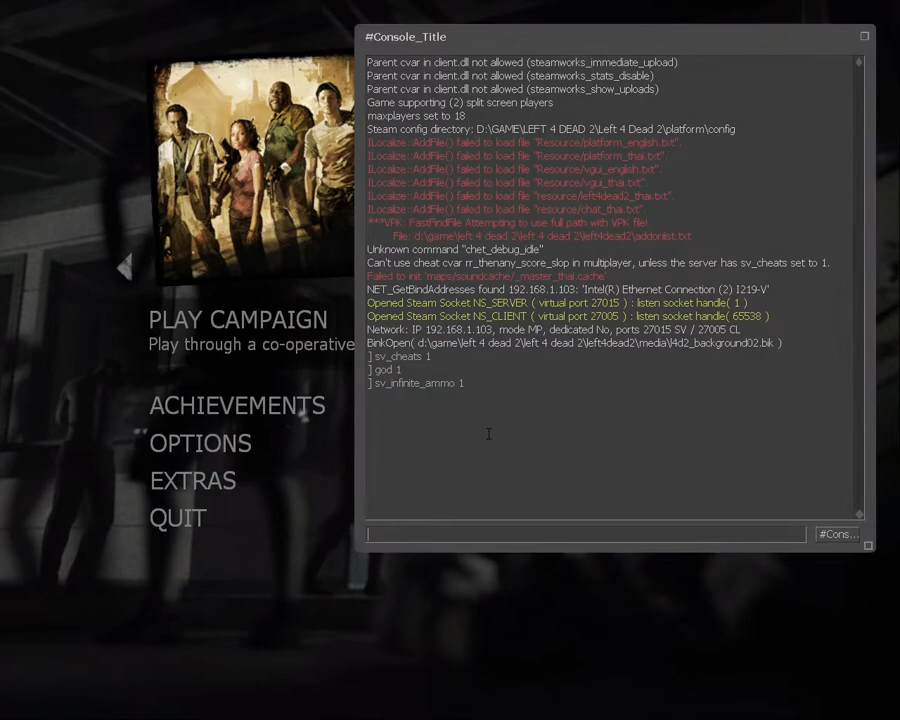 #Console_Title
Parent cvar in client.dll not allowed (steamworks_immediate_upload)
Parent cvar in client.dll not allowed (steamworks_stats_disable)
Parent cvar in client.dll not allowed (steamworks_show_uploads)
Game supporting (2) split screen players
maxplayers set to 18
Steam config directory: D:\GAME\LEFT 4 DEAD 2\Left 4 Dead 2\platform\config
ILocalize::AddFile() failed to load file "Resource/platform_english.txt".
ILocalize::AddFile() failed to load file "Resource/platform_thai.txt".
ILocalize::AddFile() failed to load file "Resource/vgui_english.txt".
ILocalize::AddFile() failed to load file "Resource/vgui_thai.txt".
ILocalize::AddFile() failed to load file "resource/left4dead2_thai.txt".
ILocalize::AddFile() failed to load file "resource/chat_thai.txt".
***VPK: FastFindFile Attempting to use full path with VPK file!
File: d:\game\left 4 dead 2\left 4 dead 2\left4dead2\addonlist.txt
Unknown command "chet_debug_idle"
Can't use cheat cvar rr_thenany_score_slop in multiplayer, unless the server has sv_cheats set to 1.
Failed to init 'maps/soundcache/_master_thai.cache'
NET_GetBindAddresses found 192.168.1.103: 'Intel(R) Ethernet Connection (2) I219-V'
Opened Steam Socket NS_SERVER ( virtual port 27015 ) : listen socket handle( 1 )
Opened Steam Socket NS_CLIENT ( virtual port 27005 ) : listen socket handle( 65538 )
Network: IP 192.168.1.103, mode MP, dedicated No, ports 27015 SV / 27005 CL
BinkOpen( d:\game\left 4 dead 2\left 4 dead 2\left4dead2\media\l4d2_background02.bik )
] sv_cheats 1
] god 1
] sv_infinite_ammo 1
#Cons...
PLAY CAMPAIGN
Play through a co-operative
ACHIEVEMENTS
OPTIONS
EXTRAS
QUIT